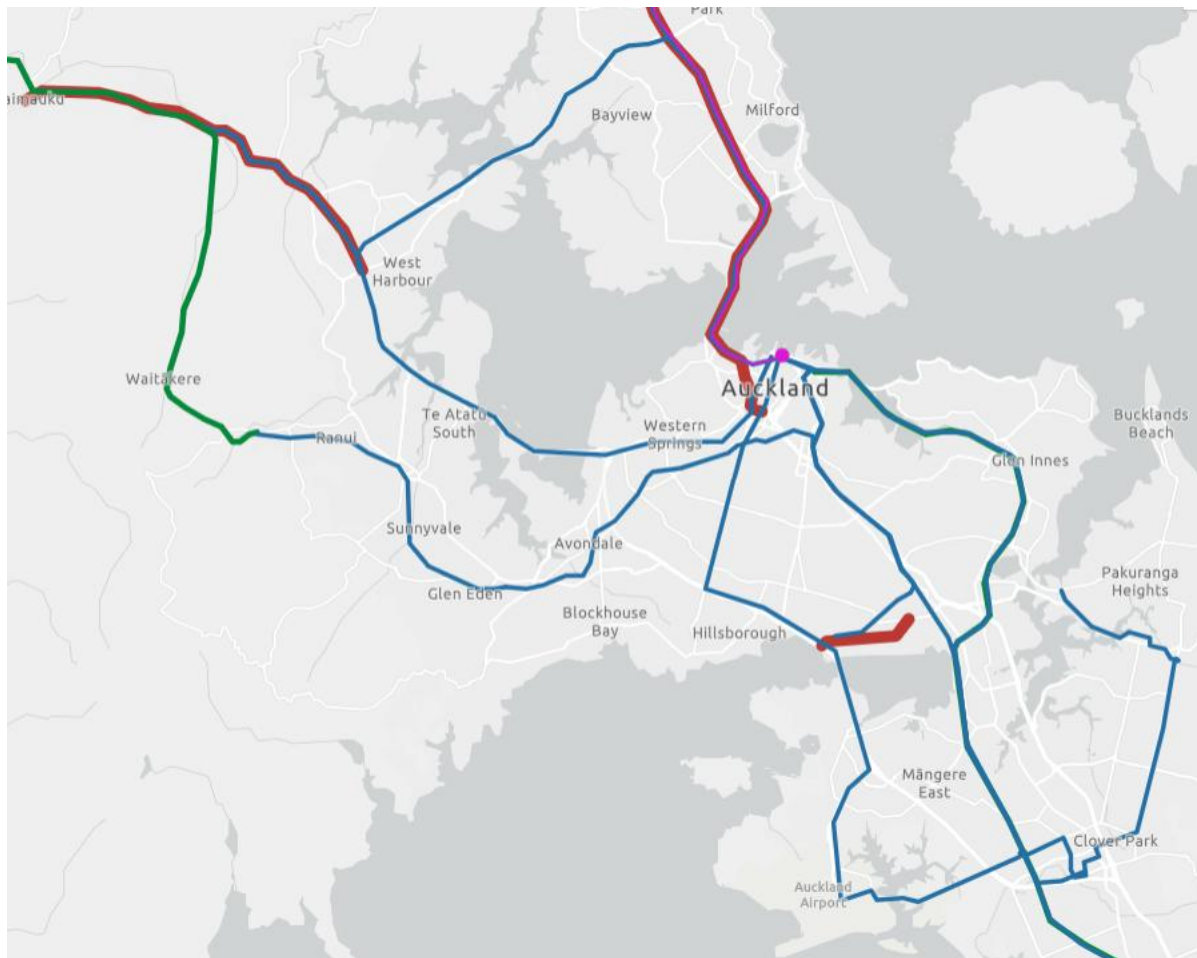 Park
aimauku
Bayview
Milford
West
Harbour
Waitākere
Auckland
Te Atatū
South
Ranui
Western
Springs
Bucklands
Beach
Glen Innes
Sunnyvale
Avondale
Glen Eden
Pakuranga
Heights
Blockhouse
Bay
Hillsborough
Māngere
East
Clover Park
Auckland
Airport